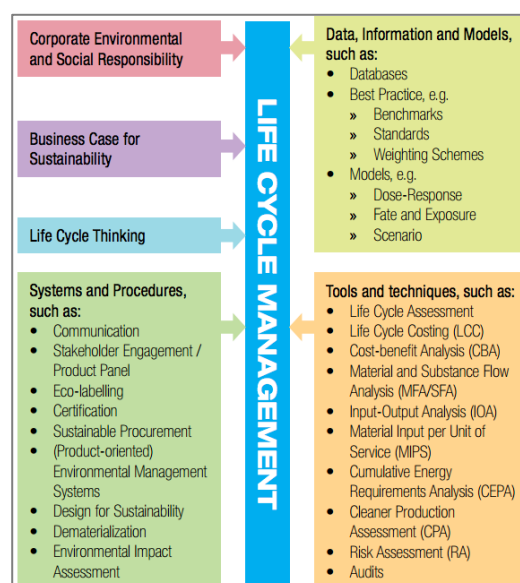 Corporate Environmental
and Social Responsibility
Business Case for
Sustainability
Life Cycle Thinking
Systems and Procedures,
such as:
• Communication
• Stakeholder Engagement /
Product Panel
• Eco-labelling
• Certification
• Sustainable Procurement
• (Product-oriented)
Environmental Management
Systems
• Design for Sustainability
• Dematerialization
• Environmental Impact
Assessment
LIFE CYCLE MANAGEMENT
Data, Information and Models,
such as:
• Databases
• Best Practice, e.g.
» Benchmarks
» Standards
» Weighting Schemes
• Models, e.g.
» Dose-Response
» Fate and Exposure
» Scenario
Tools and techniques, such as:
• Life Cycle Assessment
• Life Cycle Costing (LCC)
• Cost-benefit Analysis (CBA)
• Material and Substance Flow
Analysis (MFA/SFA)
• Input-Output Analysis (IOA)
• Material Input per Unit of
Service (MIPS)
• Cumulative Energy
Requirements Analysis (CEPA)
• Cleaner Production
Assessment (CPA)
• Risk Assessment (RA)
• Audits